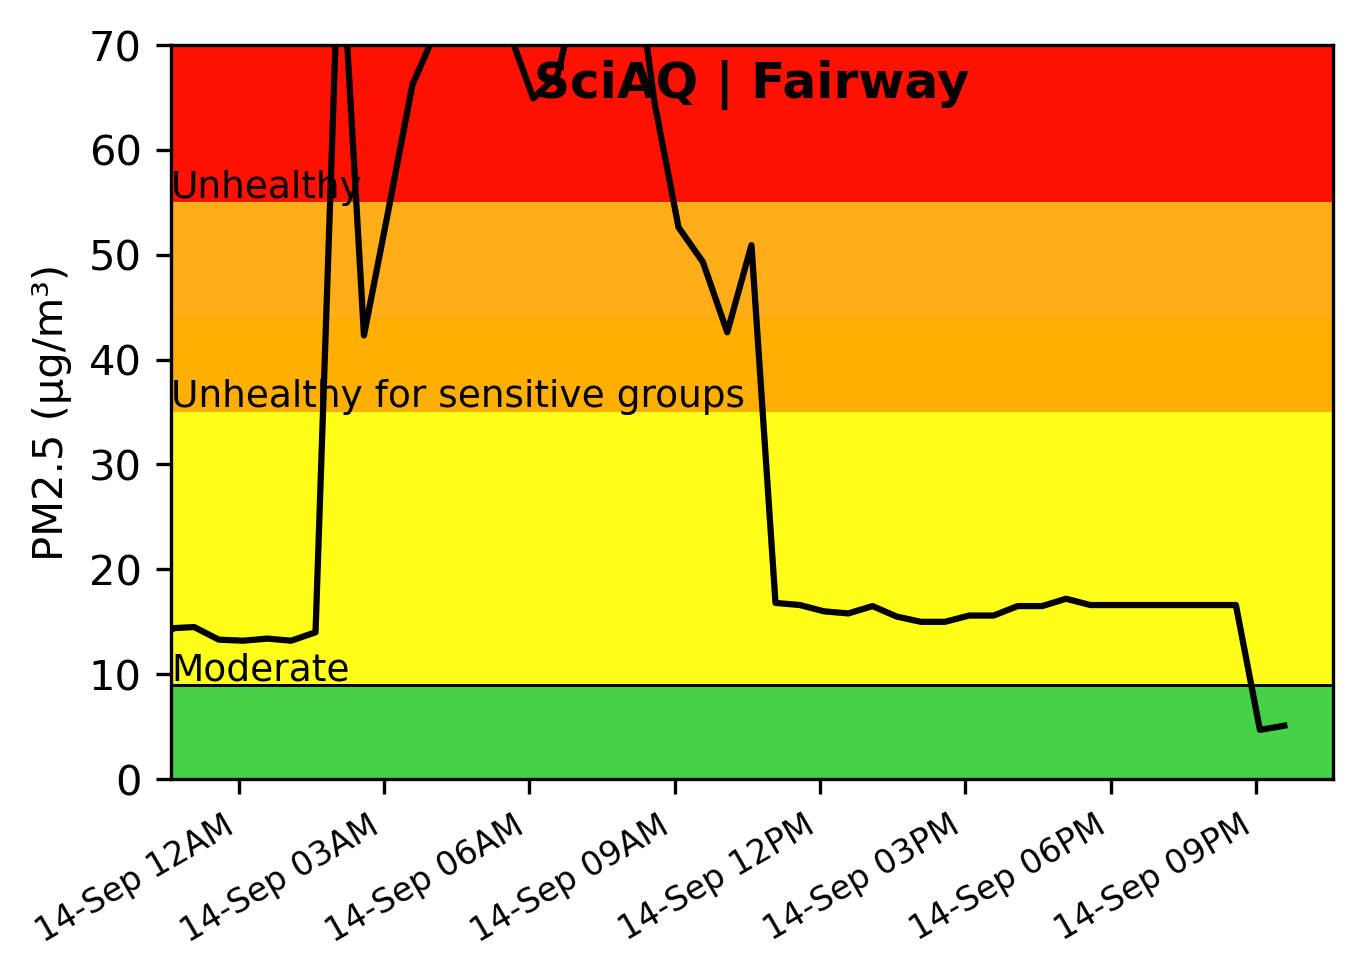 SciAQ | Fairway
PM2.5 (µg/m³)
70
60
50
40
30
20
10
0
Unhealthy
Unhealthy for sensitive groups
Moderate
14-Sep 12AM
14-Sep 03AM
14-Sep 06AM
14-Sep 09AM
14-Sep 12PM
14-Sep 03PM
14-Sep 06PM
14-Sep 09PM